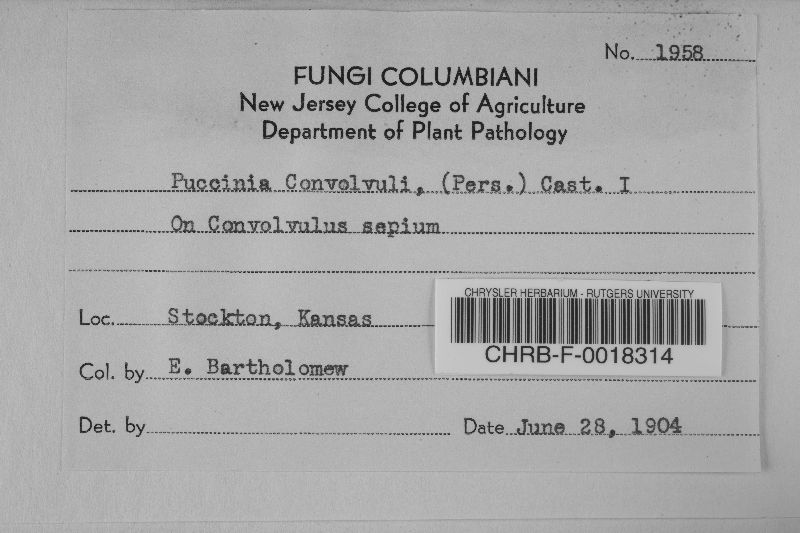 No. 1958
FUNGI COLUMBIANI
New Jersey College of Agriculture
Department of Plant Pathology
Puccinia Convolvuli, (Pers.) Cast. I
On Convolvulus sepium
CHRYSLER HERBARIUM - RUTGERS UNIVERSITY
Loc. Stockton, Kansas
CHRB-F-0018314
Col. by E. Bartholomew
Det. by Date June 28, 1904